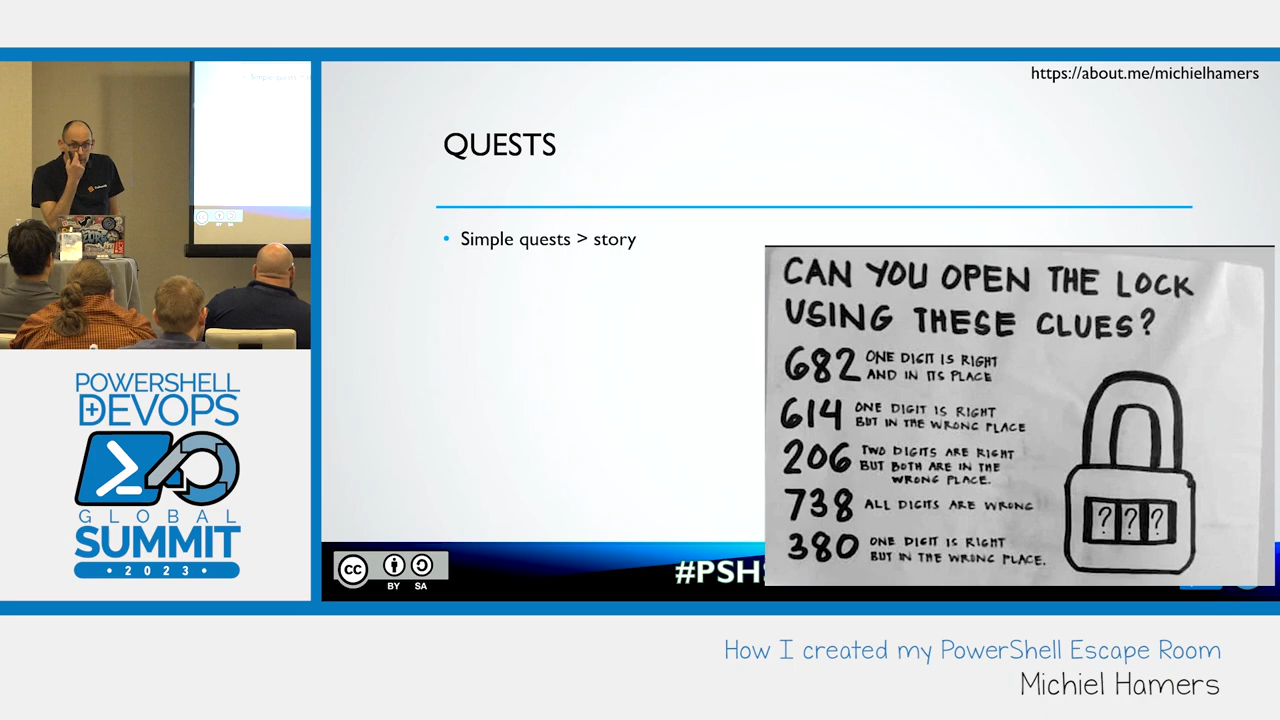 https://about.me/michielhamers
QUESTS
• Simple quests > story
CAN YOU OPEN THE LOCK
USING THESE CLUES?
682 ONE DIGIT IS RIGHT
AND IN ITS PLACE
614 ONE DIGIT IS RIGHT
BUT IN THE WRONG PLACE
206 TWO DIGITS ARE RIGHT
BUT BOTH ARE IN THE
WRONG PLACE.
738 ALL DIGITS ARE WRONG
380 ONE DIGIT IS RIGHT
BUT IN THE WRONG PLACE.
? ? ?
cc
BY SA
#PSHS
POWERSHELL
+DEVOPS
GLOBAL
SUMMIT
• 2023 •
How I created my PowerShell Escape Room
Michiel Hamers